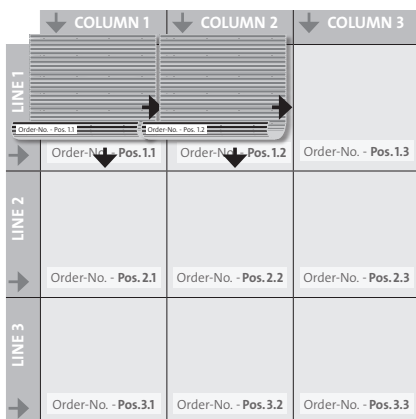 COLUMN 1 COLUMN 2 COLUMN 3
LINE 1
Order-No. - Pos. 1.1 Order-No. - Pos. 1.2
Order-No. - Pos. 1.1 Order-No. - Pos. 1.2 Order-No. - Pos. 1.3
LINE 2
Order-No. - Pos. 2.1 Order-No. - Pos. 2.2 Order-No. - Pos. 2.3
LINE 3
Order-No. - Pos. 3.1 Order-No. - Pos. 3.2 Order-No. - Pos. 3.3